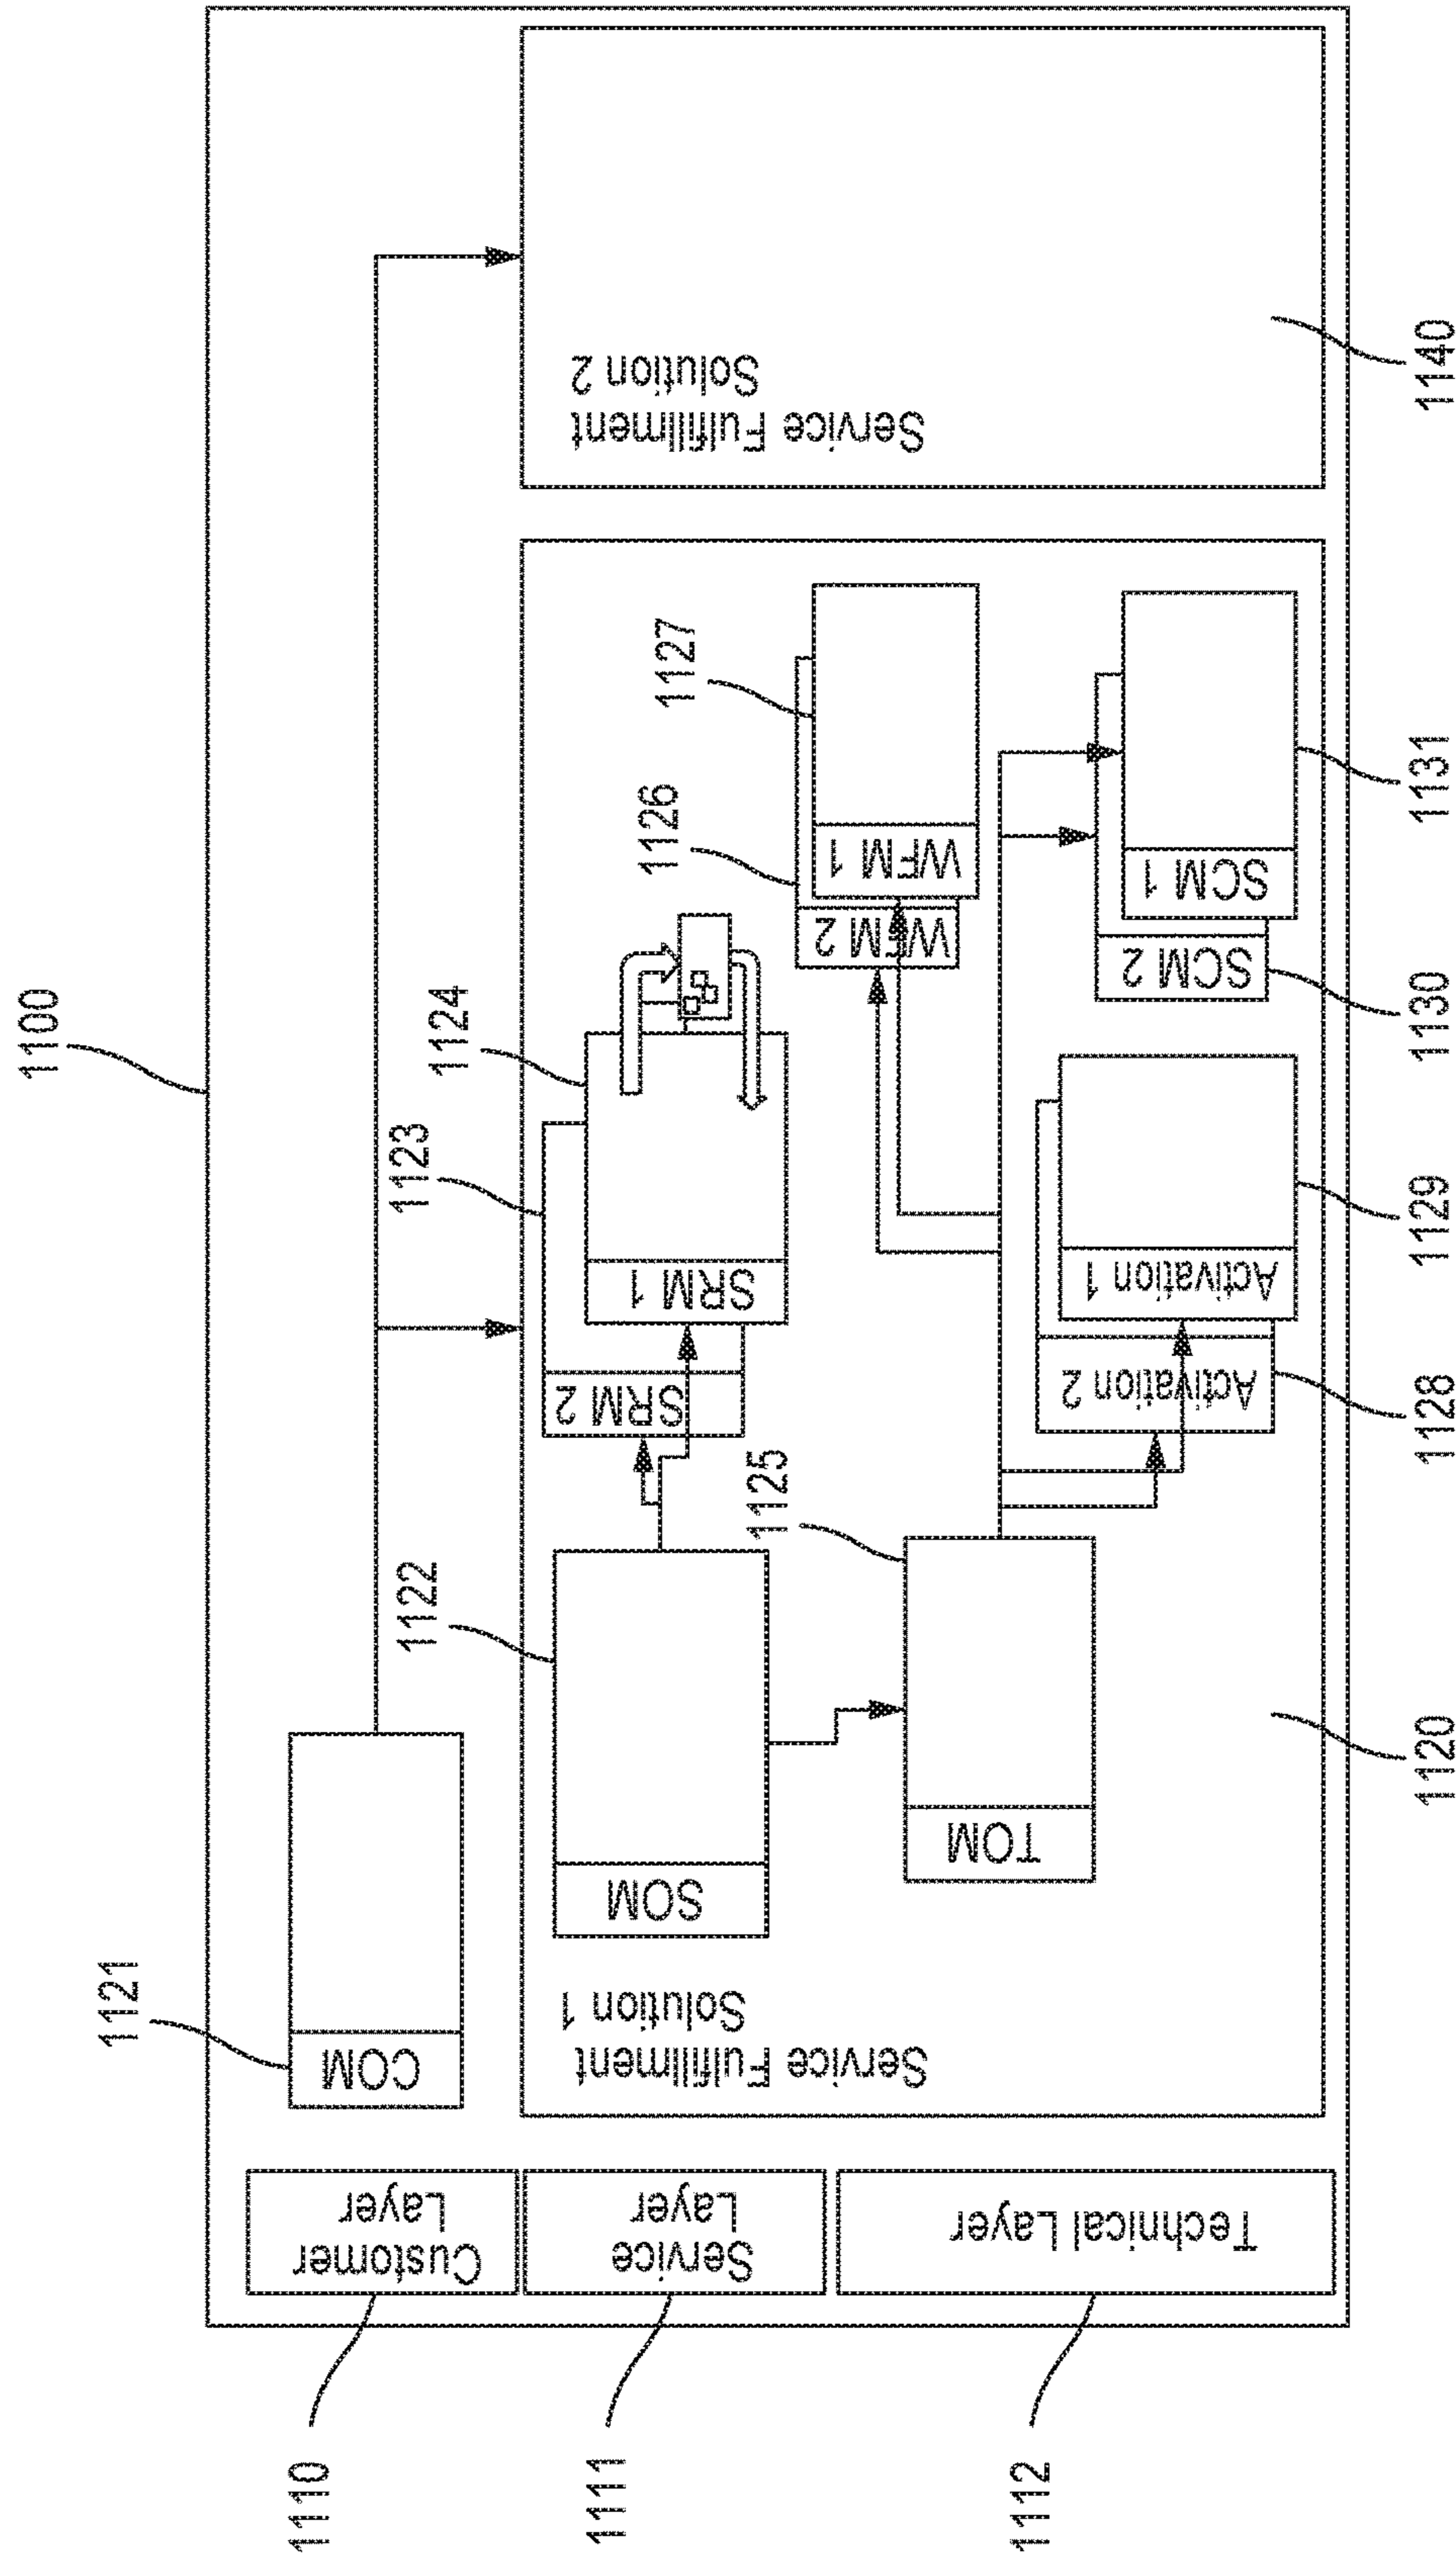 1100
1110
1111
1112
Customer
Layer
Service
Layer
Technical Layer
1121
COM
Service Fulfillment
Solution 1
SOM
1122
SRM 2
1123
SRM 1
1124
TOM
1125
WFM 2
1126
WFM 1
1127
Activation 2
1128
Activation 1
1129
SCM 2
1130
SCM 1
1131
1120
Service Fulfillment
Solution 2
1140